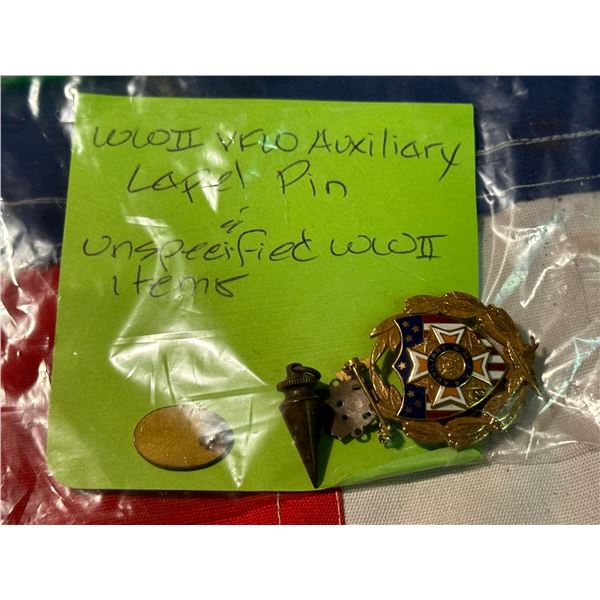 WWII VFW Auxiliary
Lapel Pin
&
Unspecified WWII
items